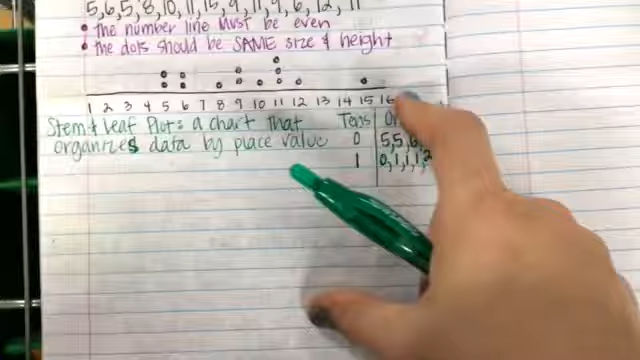 5,6,5,8,10,11,15,9,11,9,6,12,11
• the number line must be even
• the dots should be SAME size & height
1 2 3 4 5 6 7 8 9 10 11 12 13 14 15 16
Stem & Leaf Plot: a chart that
organizes data by place value
Tens
0 5,5,6,
1 0,1,1,1,2